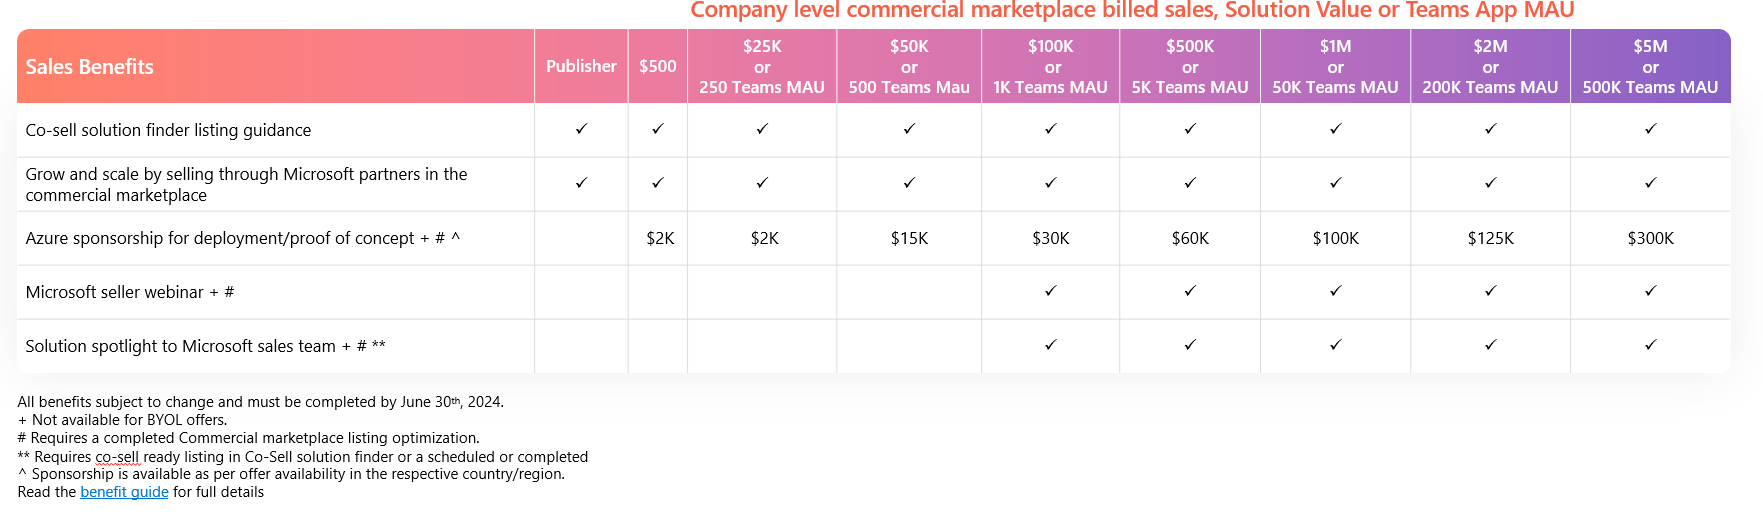 Company level commercial marketplace billed sales, Solution Value or Teams App MAU
Sales Benefits Publisher $500 $25K or 250 Teams MAU $50K or 500 Teams Mau $100K or 1K Teams MAU $500K or 5K Teams MAU $1M or 50K Teams MAU $2M or 200K Teams MAU $5M or 500K Teams MAU
Co-sell solution finder listing guidance ✓ ✓ ✓ ✓ ✓ ✓ ✓ ✓ ✓
Grow and scale by selling through Microsoft partners in the
commercial marketplace ✓ ✓ ✓ ✓ ✓ ✓ ✓ ✓ ✓
Azure sponsorship for deployment/proof of concept + # ^ $2K $2K $15K $30K $60K $100K $125K $300K
Microsoft seller webinar + # ✓ ✓ ✓ ✓ ✓
Solution spotlight to Microsoft sales team + # ** ✓ ✓ ✓ ✓ ✓
All benefits subject to change and must be completed by June 30th, 2024.
+ Not available for BYOL offers.
# Requires a completed Commercial marketplace listing optimization.
** Requires co-sell ready listing in Co-Sell solution finder or a scheduled or completed
^ Sponsorship is available as per offer availability in the respective country/region.
Read the benefit guide for full details